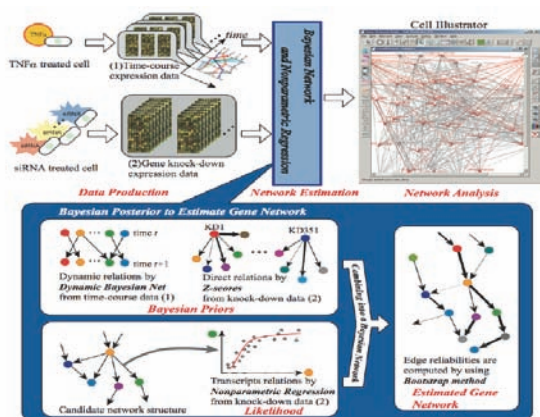 Cell Illustrator
TNFα
time
TNFα treated cell
(1)Time-course
expression data
Bayesian Network
and Nonparametric Regression
siRNA
siRNA
siRNA
siRNA treated cell
(2)Gene knock-down
expression data
Data Production
Network Estimation
Network Analysis
Bayesian Posterior to Estimate Gene Network
time t
time t+1
KD1
KD351
Dynamic relations by
Dynamic Bayesian Net
from time-course data (1)
Direct relations by
Z-scores
from knock-down data (2)
Bayesian Priors
Combining into a Bayesian Network
Candidate network structure
Transcripts relations by
Nonparametric Regression
from knock-down data (2)
Likelihood
Edge reliabilities are
computed by using
Bootstrap method
Estimated Gene
Network